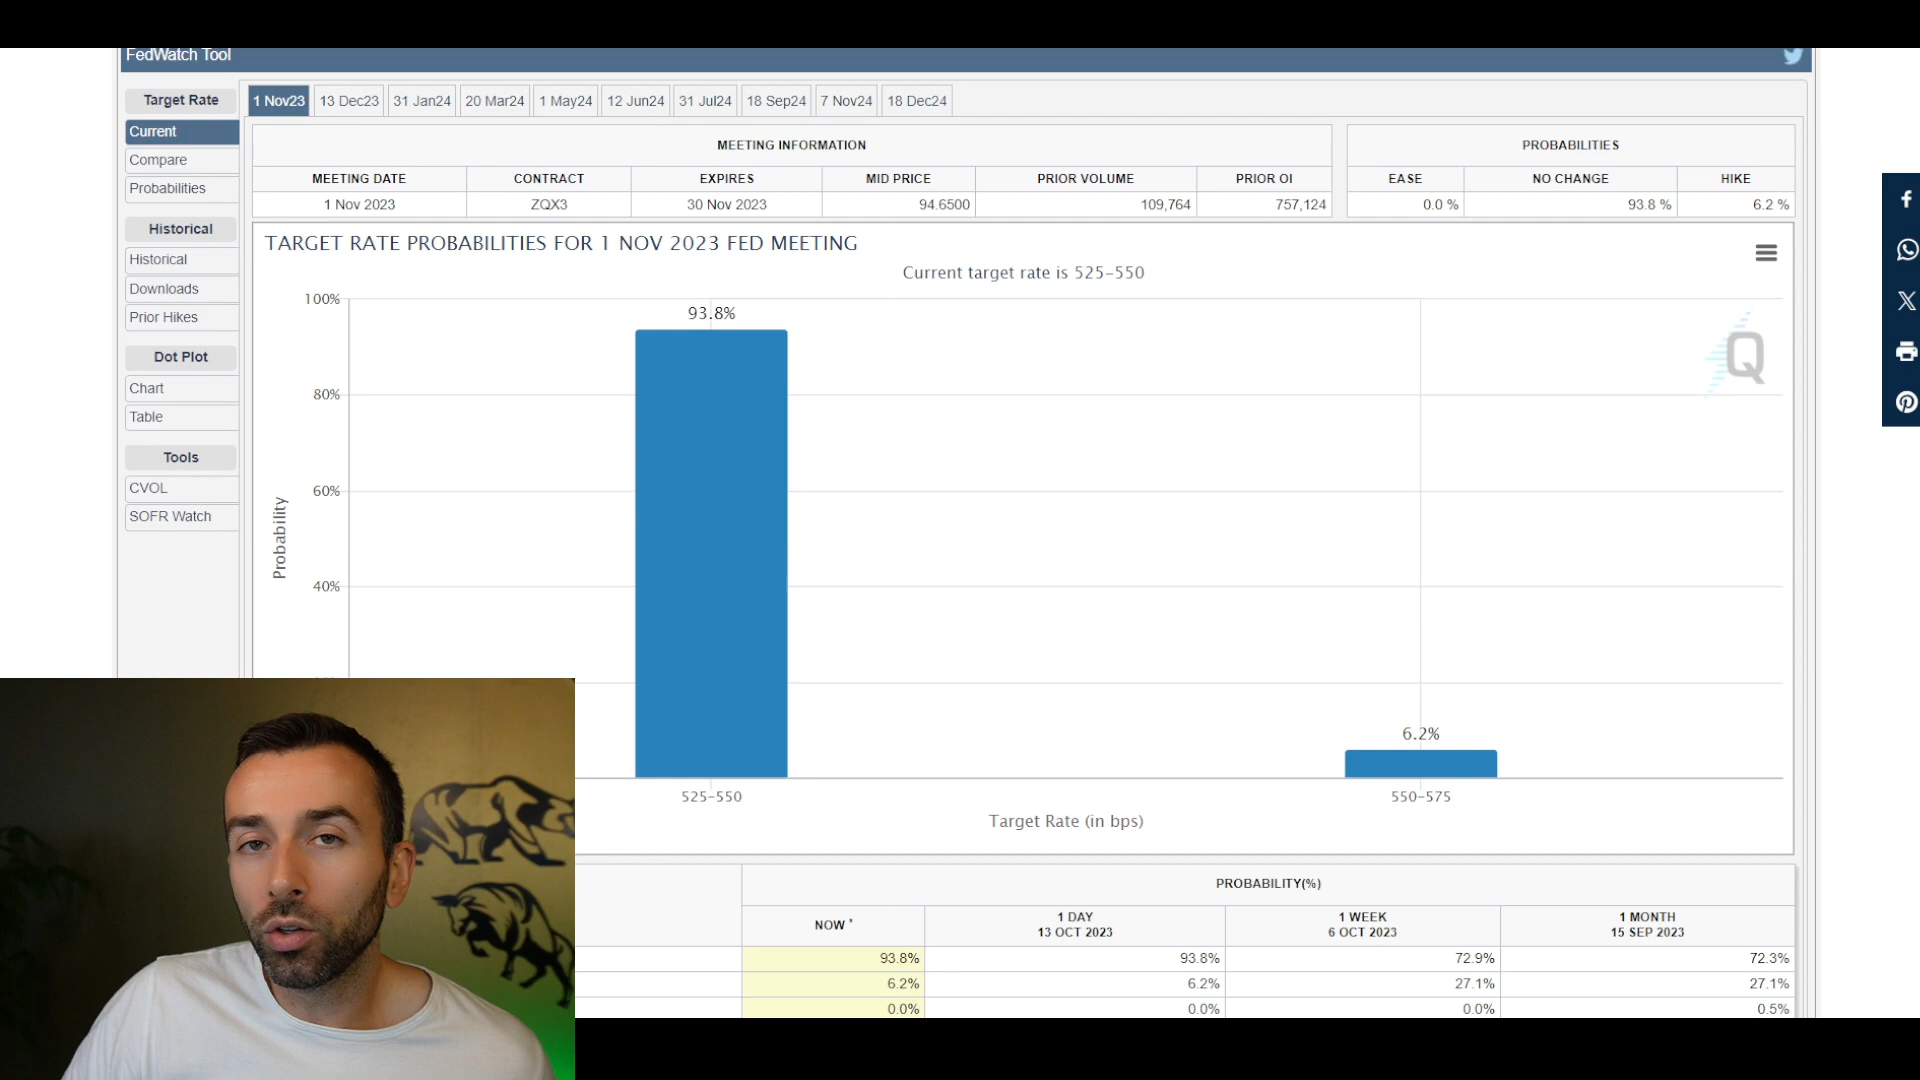 FedWatch Tool
Target Rate
Current
Compare
Probabilities
Historical
Historical
Downloads
Prior Hikes
Dot Plot
Chart
Table
Tools
CVOL
SOFR Watch
1 Nov23 13 Dec23 31 Jan24 20 Mar24 1 May24 12 Jun24 31 Jul24 18 Sep24 7 Nov24 18 Dec24
MEETING INFORMATION
MEETING DATE CONTRACT EXPIRES MID PRICE PRIOR VOLUME PRIOR OI
1 Nov 2023 ZQX3 30 Nov 2023 94.6500 109,764 757,124
PROBABILITIES
EASE NO CHANGE HIKE
0.0 % 93.8 % 6.2 %
TARGET RATE PROBABILITIES FOR 1 NOV 2023 FED MEETING
Current target rate is 525-550
Q
Probability
100%
80%
60%
40%
93.8%
6.2%
525-550 550-575
Target Rate (in bps)
PROBABILITY(%)
NOW * 1 DAY 1 WEEK 1 MONTH
13 OCT 2023 6 OCT 2023 15 SEP 2023
93.8% 93.8% 72.9% 72.3%
6.2% 6.2% 27.1% 27.1%
0.0% 0.0% 0.0% 0.5%